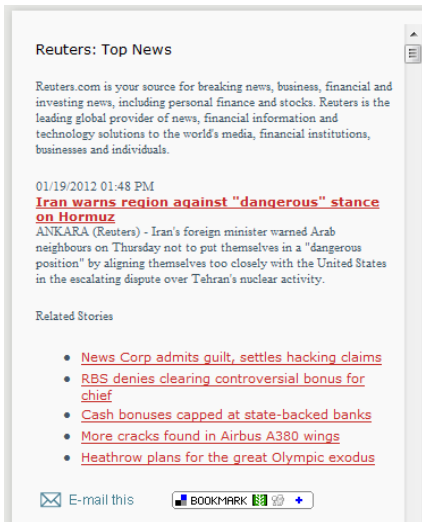 Reuters: Top News
Reuters.com is your source for breaking news, business, financial and
investing news, including personal finance and stocks. Reuters is the
leading global provider of news, financial information and
technology solutions to the world's media, financial institutions,
businesses and individuals.
01/19/2012 01:48 PM
Iran warns region against "dangerous" stance
on Hormuz
ANKARA (Reuters) - Iran's foreign minister warned Arab
neighbours on Thursday not to put themselves in a "dangerous
position" by aligning themselves too closely with the United States
in the escalating dispute over Tehran's nuclear activity.
Related Stories
• News Corp admits guilt, settles hacking claims
• RBS denies clearing controversial bonus for
chief
• Cash bonuses capped at state-backed banks
• More cracks found in Airbus A380 wings
• Heathrow plans for the great Olympic exodus
E-mail this BOOKMARK